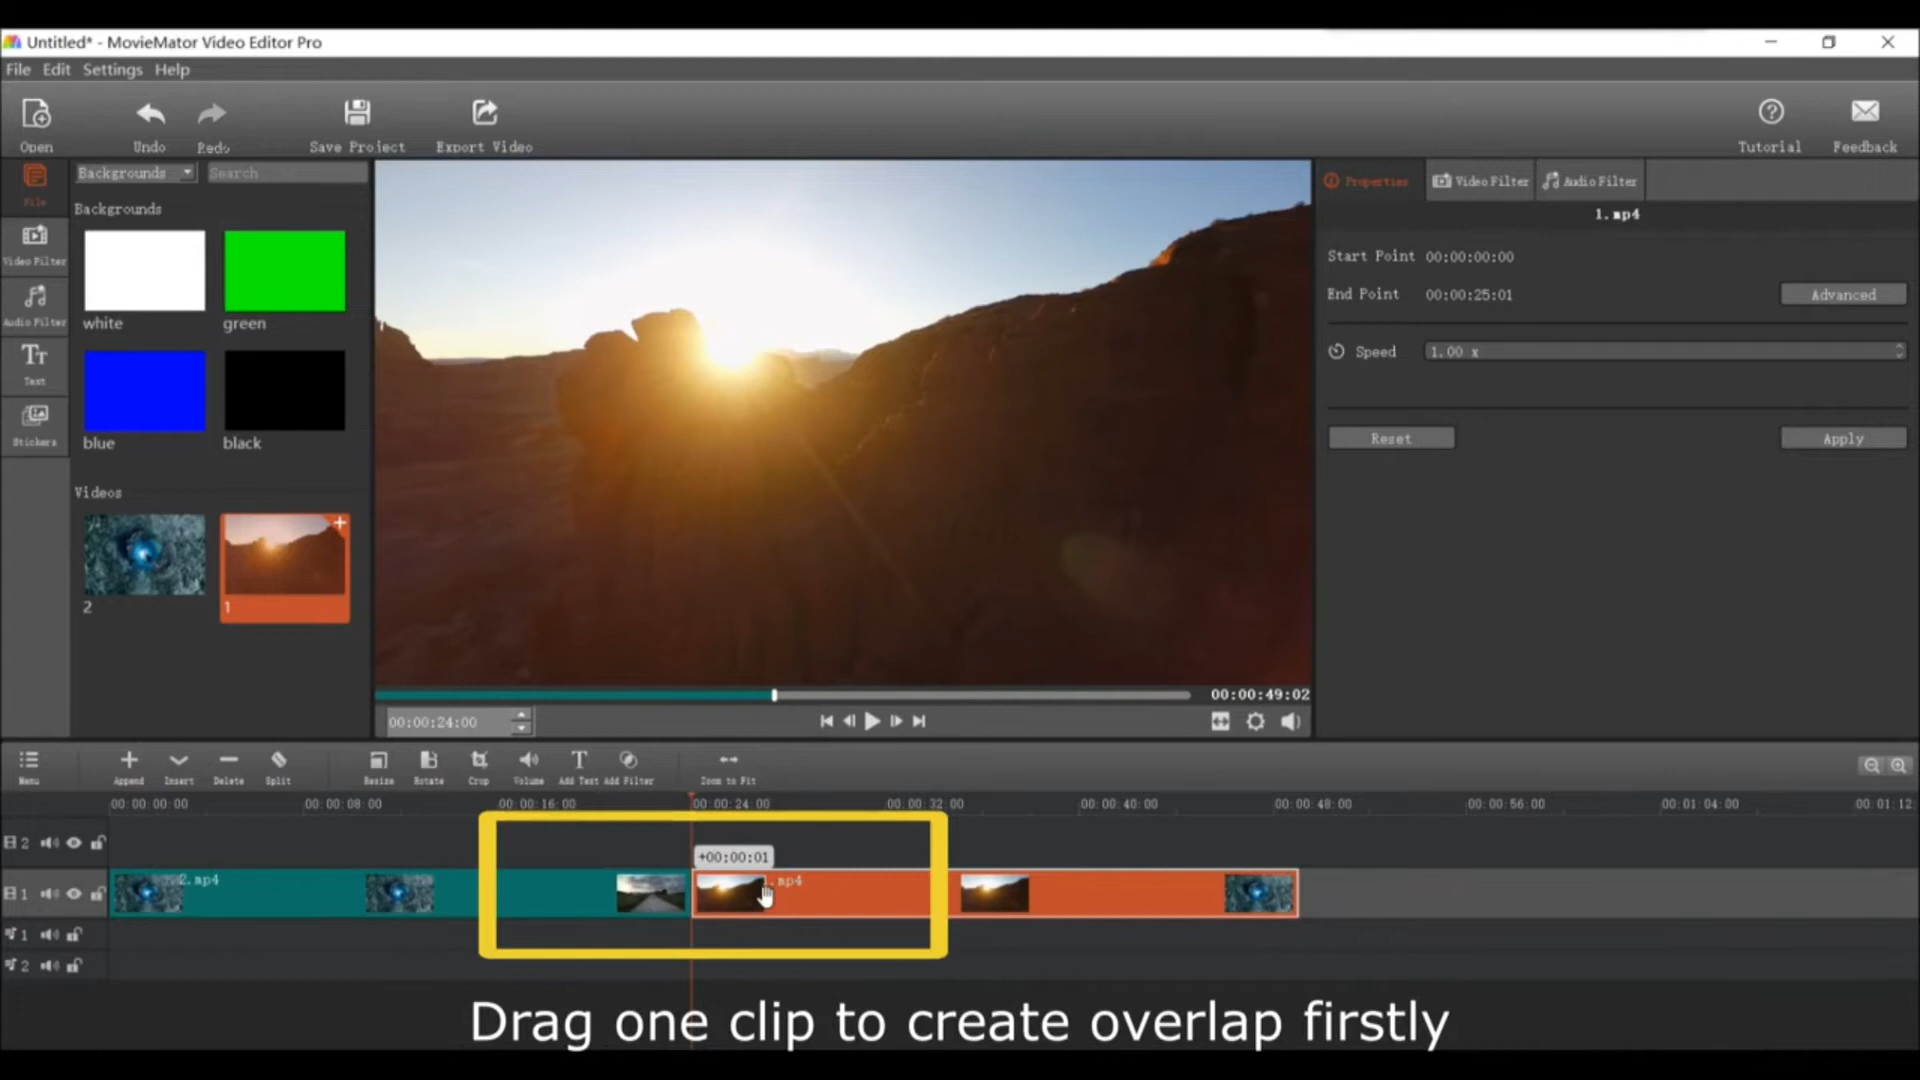 Untitled* - MovieMator Video Editor Pro
File Edit Settings Help
Open Undo Redo Save Project Export Video Tutorial Feedback
File
Video Filter
Audio Filter
Text
Stickers
Backgrounds Search
Backgrounds
white green
blue black
Videos
2 1
Properties Video Filter Audio Filter
1.mp4
Start Point 00:00:00:00
End Point 00:00:25:01 Advanced
Speed 1.00 x
Reset Apply
00:00:49:02
00:00:24:00
Menu Append Insert Delete Split Resize Rotate Crop Volume Add Text Add Filter Zoom to Fit
00:00:00:00 00:00:08:00 00:00:16:00 00:00:24:00 00:00:32:00 00:00:40:00 00:00:48:00 00:00:56:00 00:01:04:00 00:01:12:
2
+00:00:01
1 2.mp4 1.mp4
1
2
Drag one clip to create overlap firstly